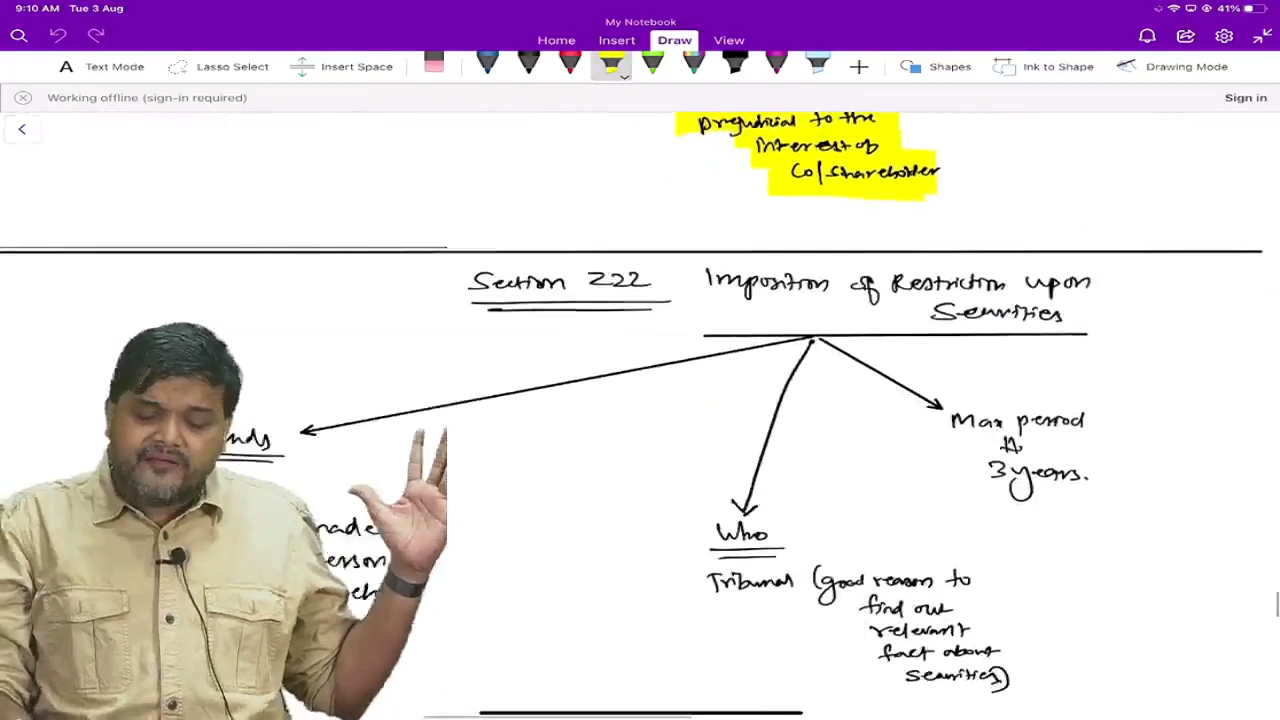 9:10 AM Tue 3 Aug
41%
My Notebook
Home Insert Draw View
Text Mode Lasso Select Insert Space Shapes Ink to Shape Drawing Mode
Working offline (sign-in required) Sign in
prejudicial to the
interest of
Co/shareholder
Section 222 Imposition of Restriction upon
Securities
Max period
3 years.
Who
Tribunal (good reason to
find out
relevant
fact about
securities)